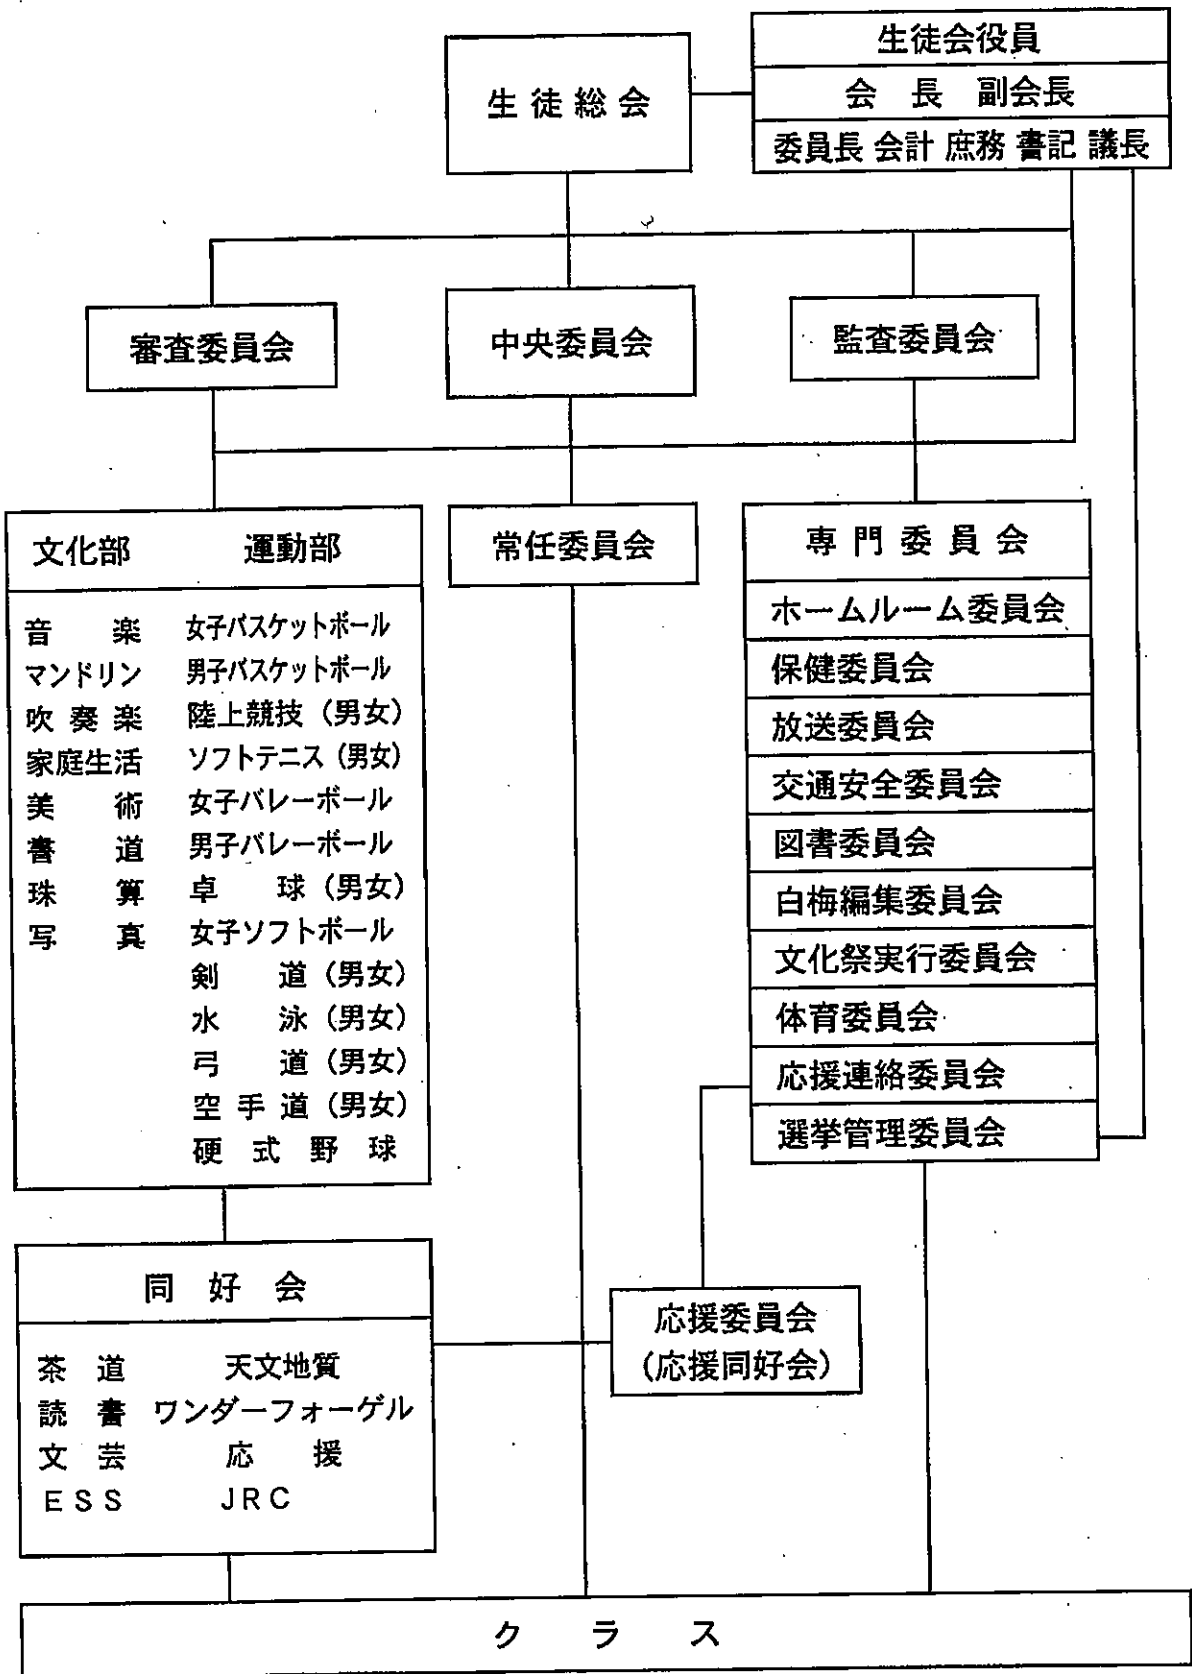 生徒総会
生徒会役員
会長 副会長
委員長 会計 庶務 書記 議長
審査委員会
中央委員会
監査委員会
文化部 運動部
音楽 女子バスケットボール
マンドリン 男子バスケットボール
吹奏楽 陸上競技(男女)
家庭生活 ソフトテニス(男女)
美術 女子バレーボール
書道 男子バレーボール
珠算 卓球(男女)
写真 女子ソフトボール
剣道(男女)
水泳(男女)
弓道(男女)
空手道(男女)
硬式野球
常任委員会
専門委員会
ホームルーム委員会
保健委員会
放送委員会
交通安全委員会
図書委員会
白梅編集委員会
文化祭実行委員会
体育委員会
応援連絡委員会
選挙管理委員会
同好会
茶道 天文地質
読書 ワンダーフォーゲル
文芸 応援
ESS JRC
応援委員会
(応援同好会)
クラス